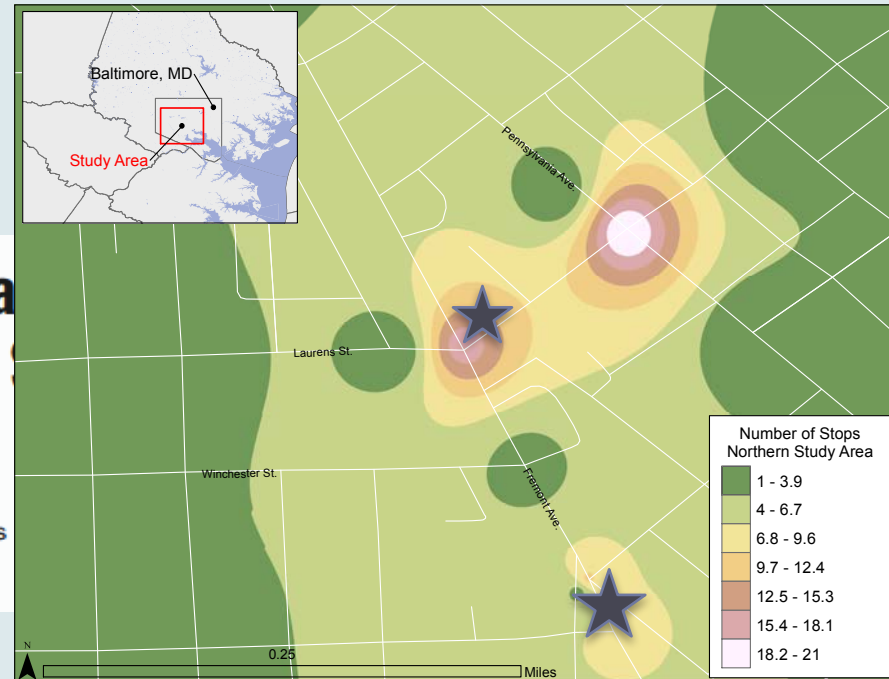 Baltimore, MD
Study Area
Pennsylvania Ave.
Laurens St.
Winchester St.
Fremont Ave.
Number of Stops
Northern Study Area
1 - 3.9
4 - 6.7
6.8 - 9.6
9.7 - 12.4
12.5 - 15.3
15.4 - 18.1
18.2 - 21
N
0.25
Miles
a
s